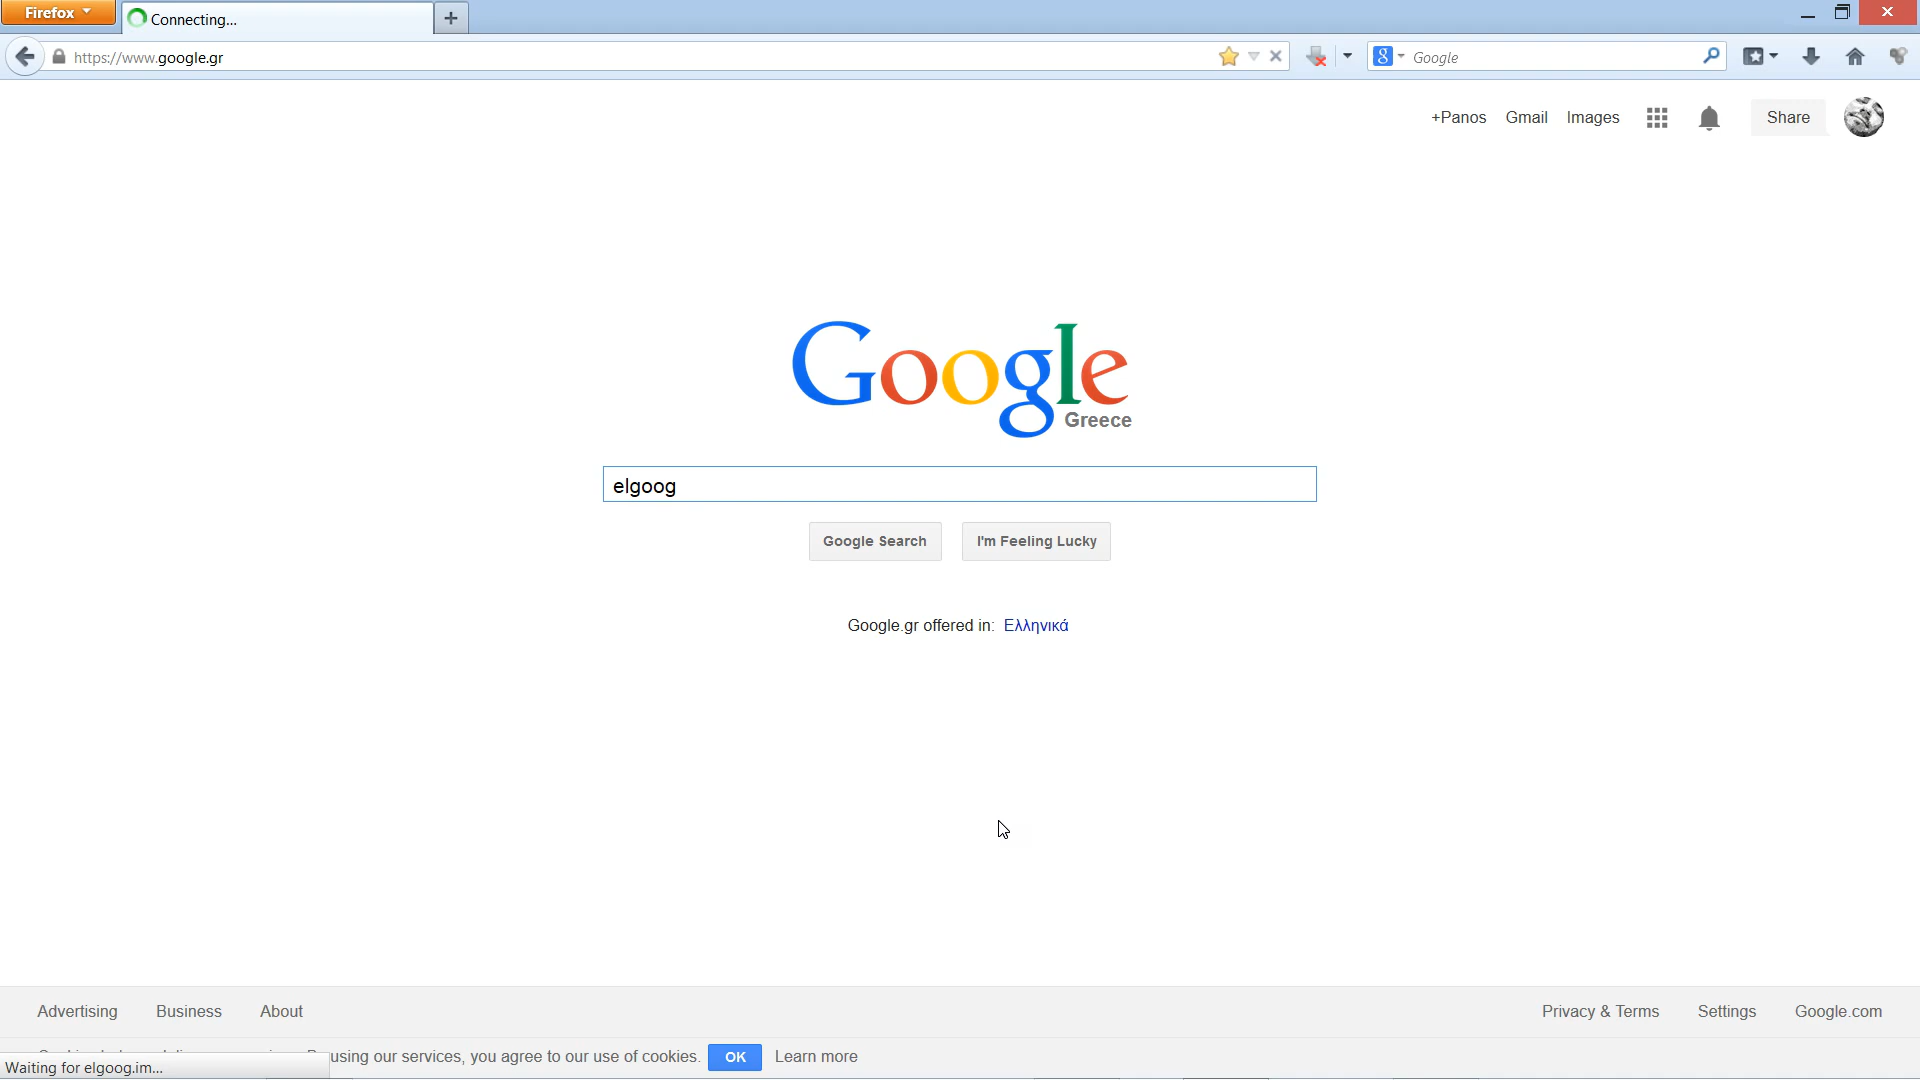 Firefox
Connecting...
https://www.google.gr
Google
+Panos Gmail Images Share
Google
Greece
elgoog
Google Search I'm Feeling Lucky
Google.gr offered in: Ελληνικά
Advertising Business About Privacy & Terms Settings Google.com
using our services, you agree to our use of cookies. OK Learn more
Waiting for elgoog.im...